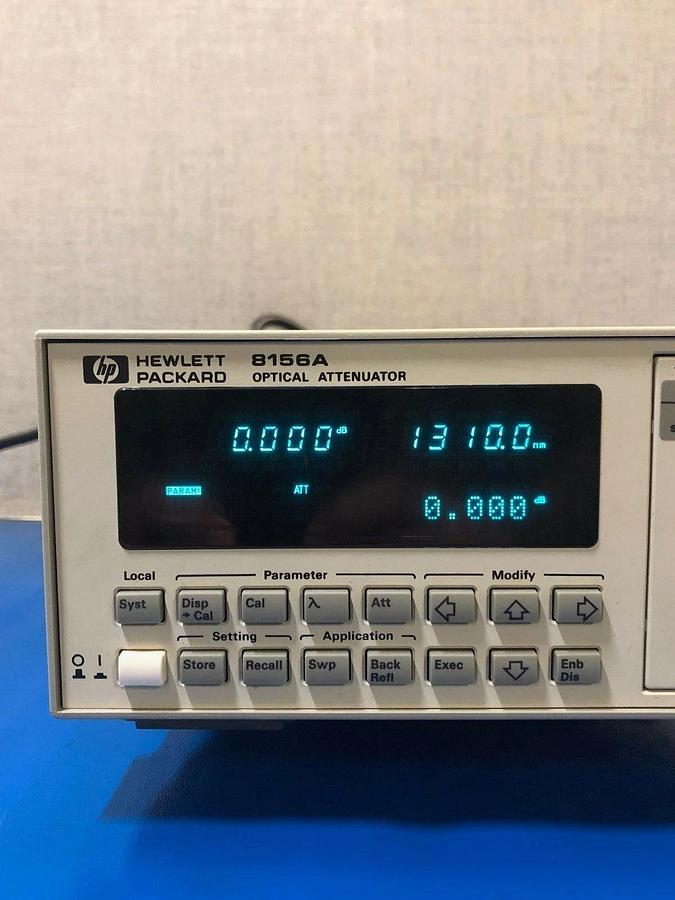 hp HEWLETT PACKARD 8156A OPTICAL ATTENUATOR
0.000 dB 1310.0 nm
PARAM: ATT 0.000 dB
Local Parameter Modify
Syst Disp → Cal Cal λ Att
Setting Application
O I Store Recall Swp Back Refl Exec Enb Dis